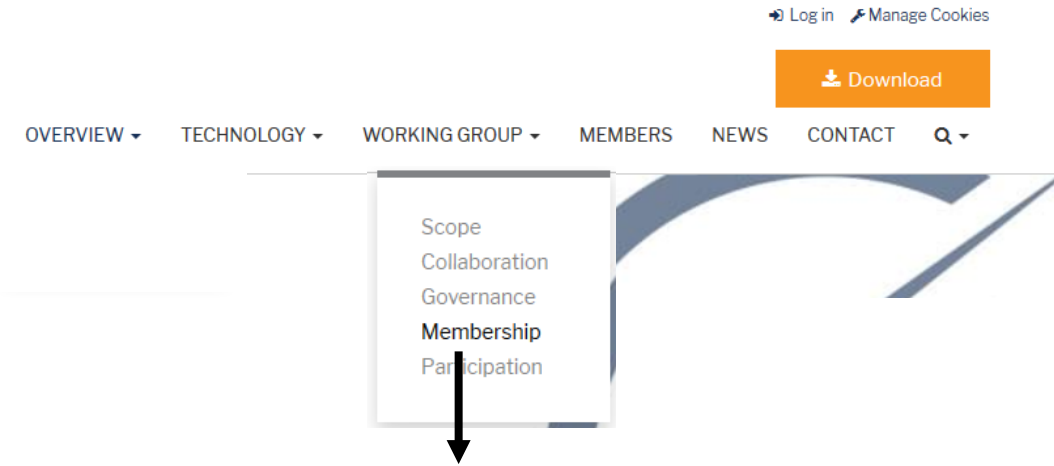 Log in Manage Cookies
Download
OVERVIEW TECHNOLOGY WORKING GROUP MEMBERS NEWS CONTACT
Scope
Collaboration
Governance
Membership
Participation